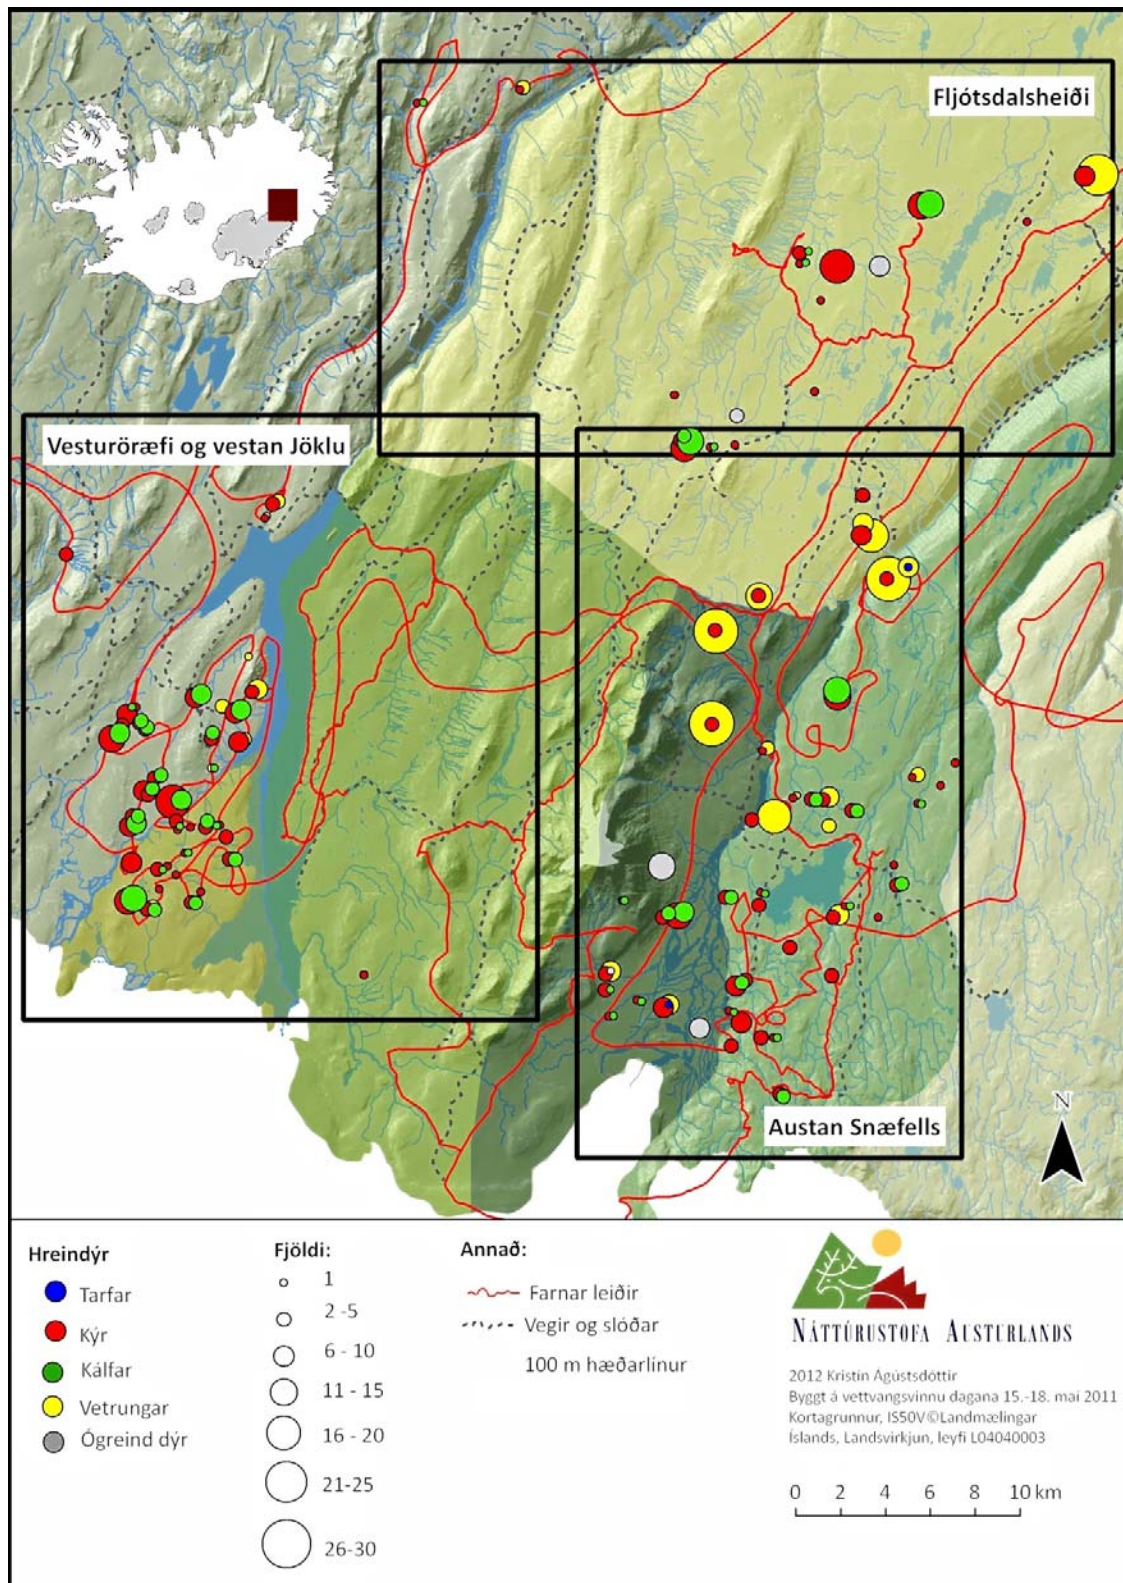 Fljótsdalsheiði
Vesturöræfi og vestan Jöklu
Austan Snæfells
N
Hreindýr
Tarfar
Kýr
Kálfar
Vetrungar
Ógreind dýr
Fjöldi:
1
2 -5
6 - 10
11 - 15
16 - 20
21-25
26-30
Annað:
Farnar leiðir
Vegir og slóðar
100 m hæðarlínur
NÁTTÚRUSTOFA AUSTURLANDS
2012 Kristín Ágústsdóttir
Byggt á vettvangsvinnu dagana 15.-18. maí 2011
Kortagrunnur, IS50V©Landmælingar
Íslands, Landsvirkjun, leyfi L04040003
0 2 4 6 8 10 km